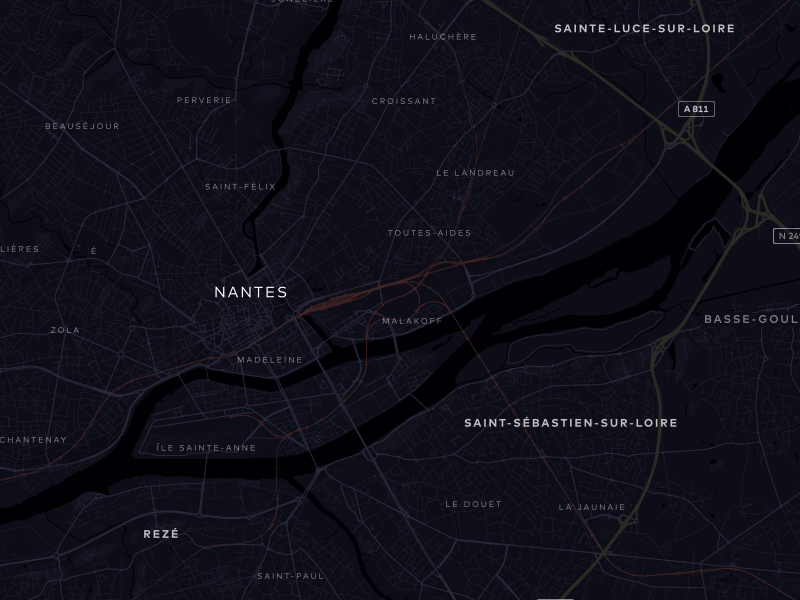 HALUCHÈRE
SAINTE-LUCE-SUR-LOIRE
PERVERIE
CROISSANT
A 811
BEAUSÉJOUR
LE LANDREAU
SAINT-FÉLIX
TOUTES-AIDES
LIÈRES
É
NANTES
MALAKOFF
BASSE-GOUL
ZOLA
MADELEINE
SAINT-SÉBASTIEN-SUR-LOIRE
CHANTENAY
ÎLE SAINTE-ANNE
LE DOUET
LA JAUNAIE
REZÉ
SAINT-PAUL